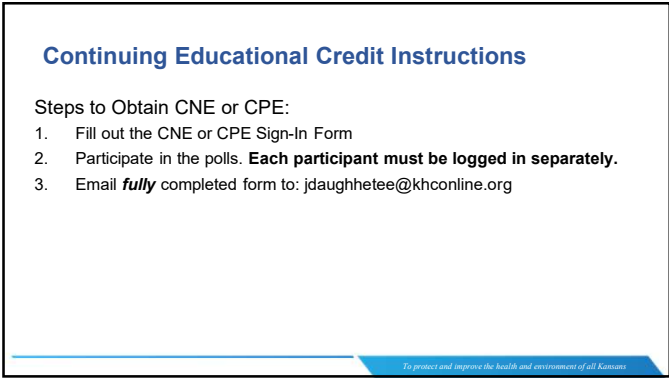 Continuing Educational Credit Instructions
Steps to Obtain CNE or CPE:
1. Fill out the CNE or CPE Sign-In Form
2. Participate in the polls. Each participant must be logged in separately.
3. Email fully completed form to: jdaughhetee@khconline.org
To protect and improve the health and environment of all Kansans